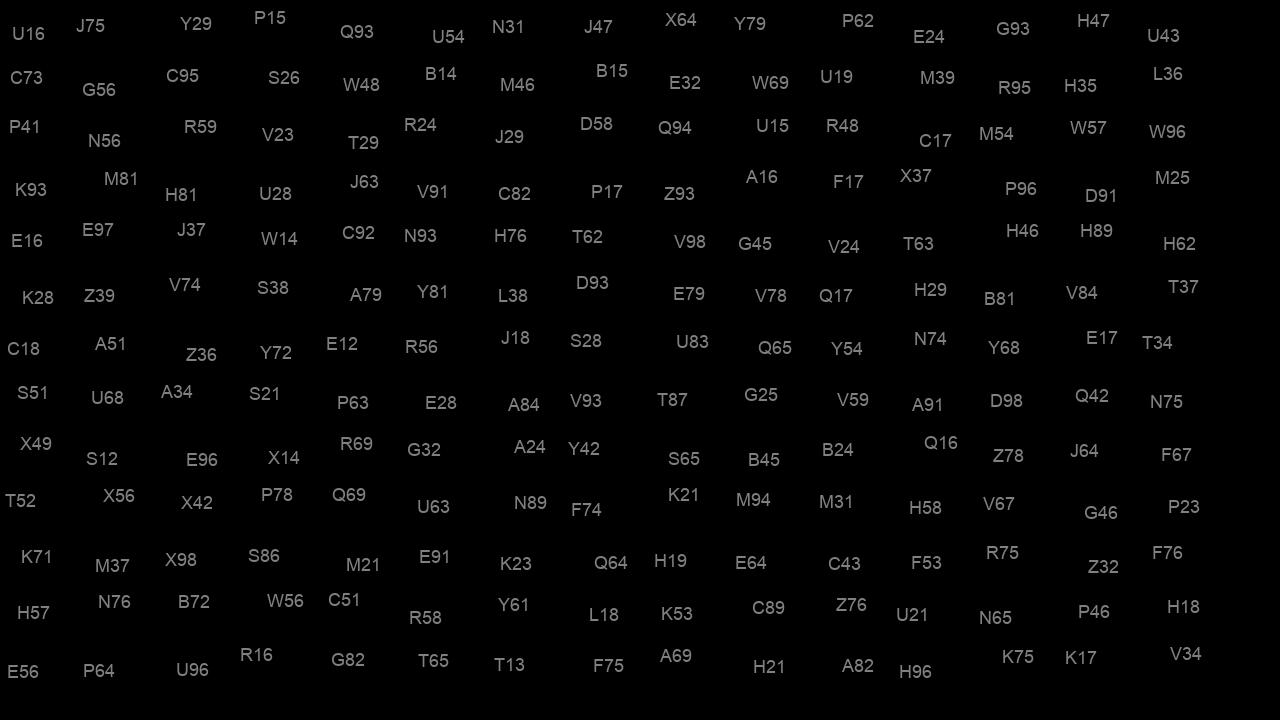 U16 J75 Y29 P15 Q93 U54 N31 J47 X64 Y79 P62 E24 G93 H47 U43
C73 G56 C95 S26 W48 B14 M46 B15 E32 W69 U19 M39 R95 H35 L36
P41 N56 R59 V23 T29 R24 J29 D58 Q94 U15 R48 C17 M54 W57 W96
K93 M81 H81 U28 J63 V91 C82 P17 Z93 A16 F17 X37 P96 D91 M25
E16 E97 J37 W14 C92 N93 H76 T62 V98 G45 V24 T63 H46 H89 H62
K28 Z39 V74 S38 A79 Y81 L38 D93 E79 V78 Q17 H29 B81 V84 T37
C18 A51 Z36 Y72 E12 R56 J18 S28 U83 Q65 Y54 N74 Y68 E17 T34
S51 U68 A34 S21 P63 E28 A84 V93 T87 G25 V59 A91 D98 Q42 N75
X49 S12 E96 X14 R69 G32 A24 Y42 S65 B45 B24 Q16 Z78 J64 F67
T52 X56 X42 P78 Q69 U63 N89 F74 K21 M94 M31 H58 V67 G46 P23
K71 M37 X98 S86 M21 E91 K23 Q64 H19 E64 C43 F53 R75 Z32 F76
H57 N76 B72 W56 C51 R58 Y61 L18 K53 C89 Z76 U21 N65 P46 H18
E56 P64 U96 R16 G82 T65 T13 F75 A69 H21 A82 H96 K75 K17 V34